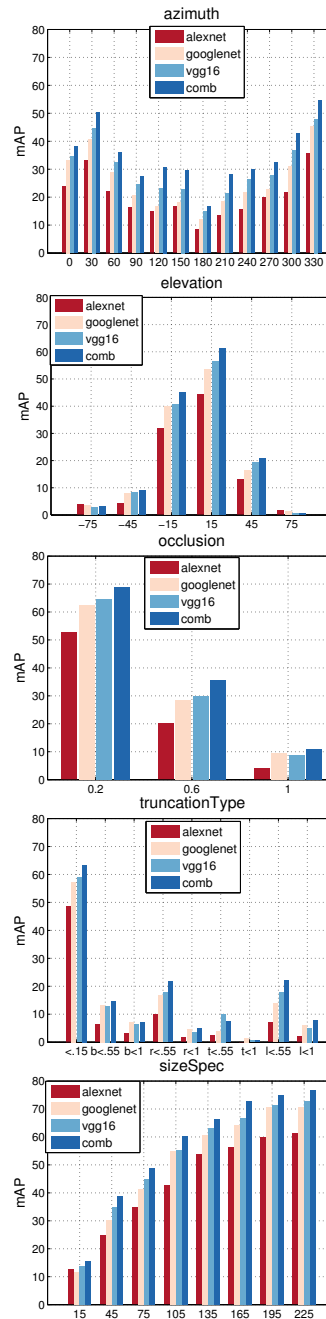 azimuth
80
70
60
50
40
30
20
10
0
mAP
alexnet
googlenet
vgg16
comb
0 30 60 90 120 150 180 210 240 270 300 330
elevation
80
70
60
50
40
30
20
10
0
mAP
alexnet
googlenet
vgg16
comb
−75 −45 −15 15 45 75
occlusion
80
70
60
50
40
30
20
10
0
mAP
alexnet
googlenet
vgg16
comb
0.2 0.6 1
truncationType
80
70
60
50
40
30
20
10
0
mAP
alexnet
googlenet
vgg16
comb
<.15 b<.55 b<1 r<.55 r<1 t<.55 t<1 l<.55 l<1
sizeSpec
80
70
60
50
40
30
20
10
0
mAP
alexnet
googlenet
vgg16
comb
15 45 75 105 135 165 195 225